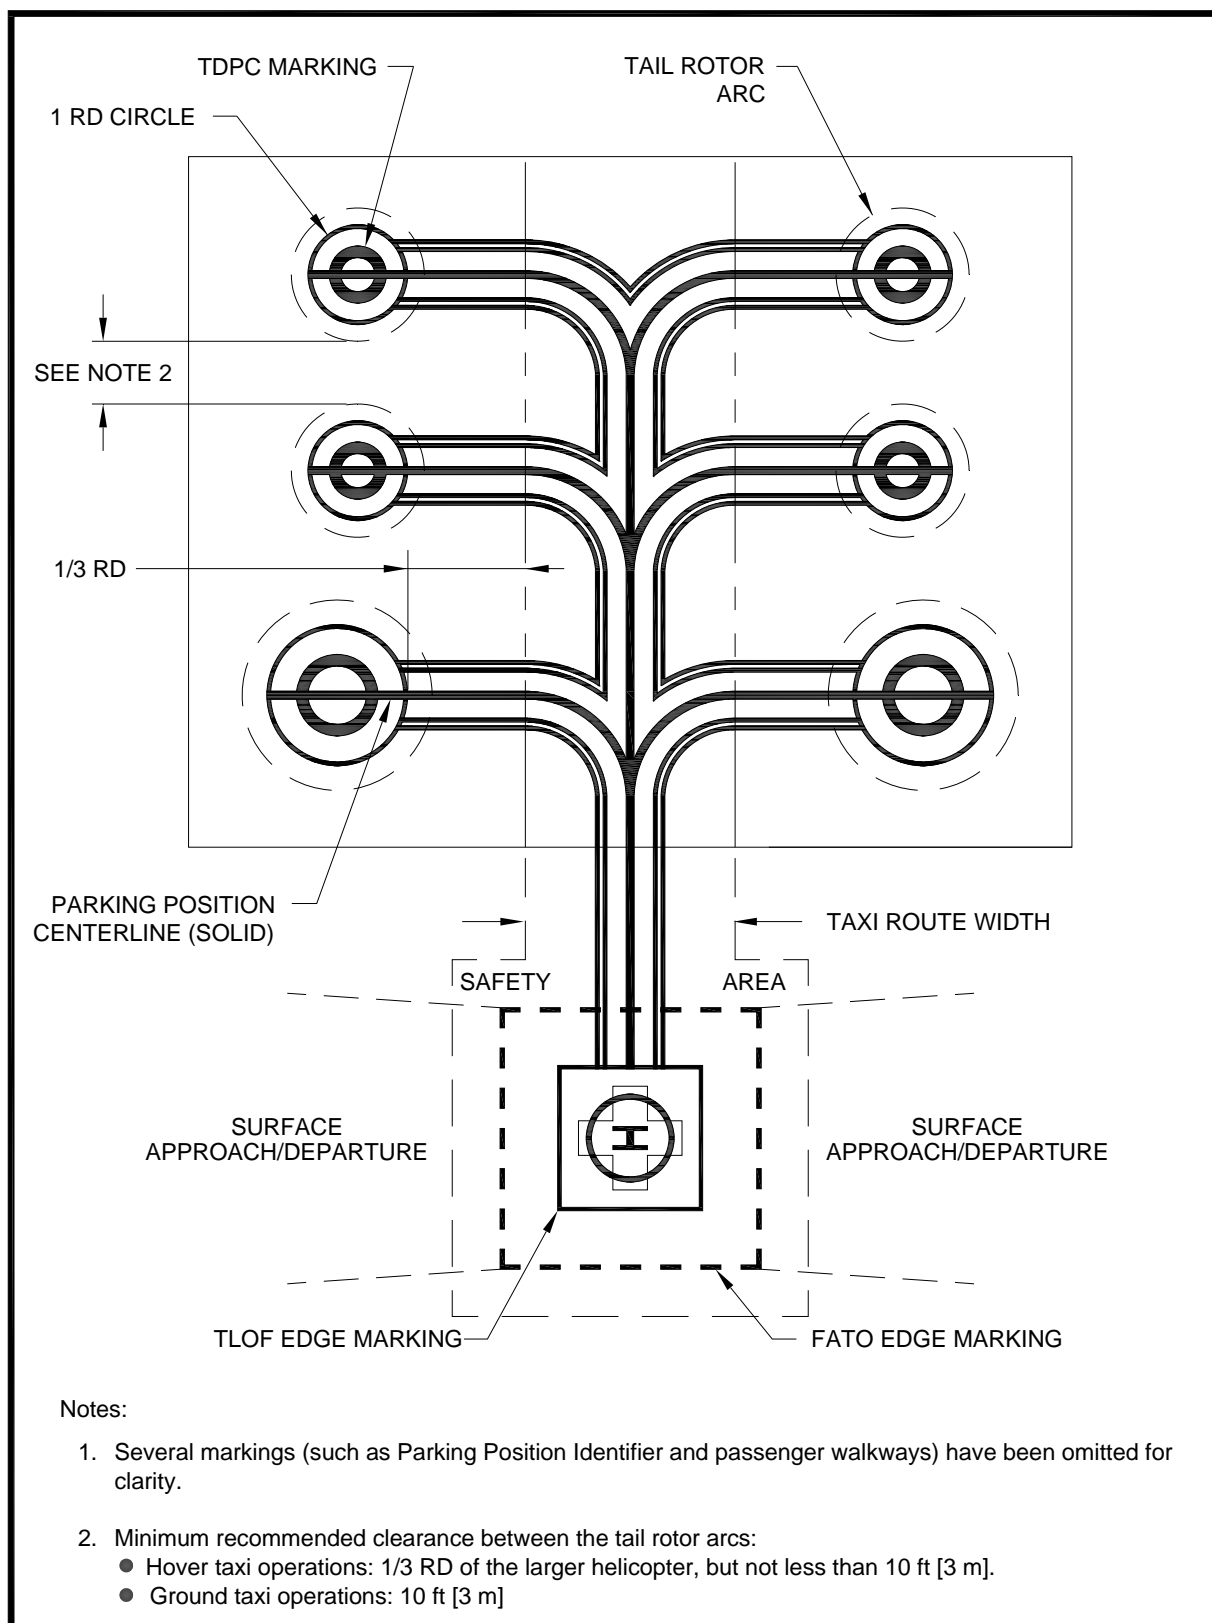 TDPC MARKING
TAIL ROTOR
ARC
1 RD CIRCLE
SEE NOTE 2
1/3 RD
PARKING POSITION
CENTERLINE (SOLID)
TAXI ROUTE WIDTH
SAFETY
AREA
SURFACE
APPROACH/DEPARTURE
SURFACE
APPROACH/DEPARTURE
H
TLOF EDGE MARKING
FATO EDGE MARKING
Notes:
1. Several markings (such as Parking Position Identifier and passenger walkways) have been omitted for
clarity.
2. Minimum recommended clearance between the tail rotor arcs:
● Hover taxi operations: 1/3 RD of the larger helicopter, but not less than 10 ft [3 m].
● Ground taxi operations: 10 ft [3 m]